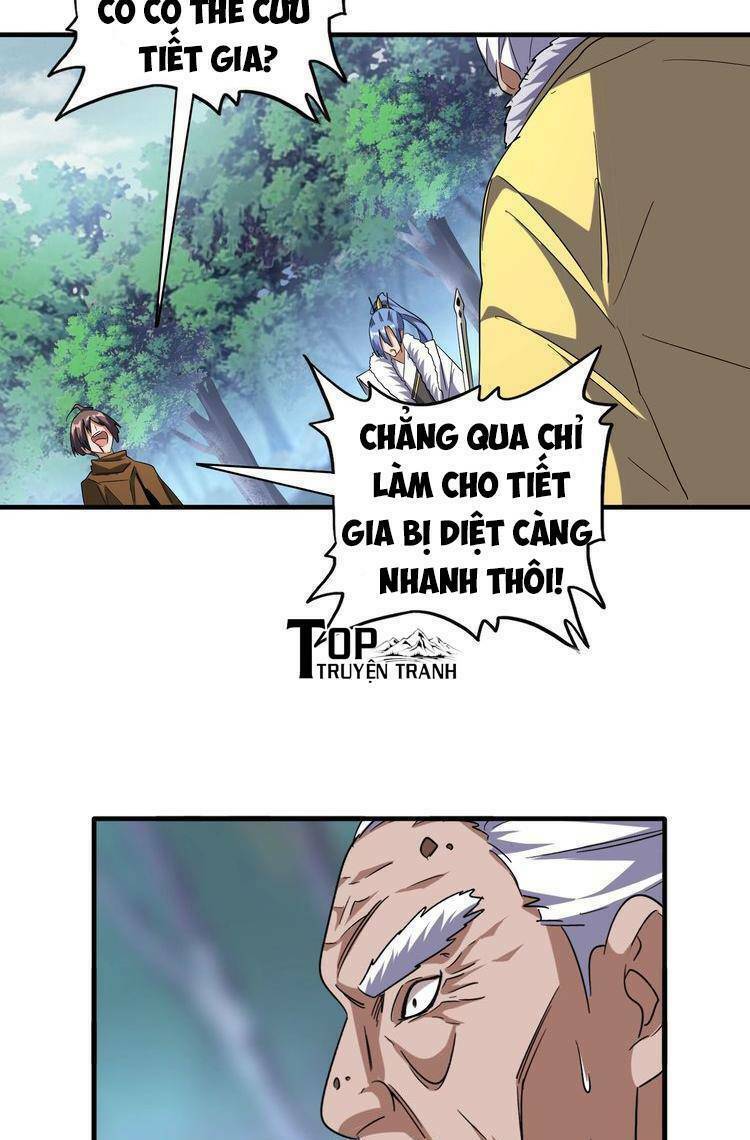 CÓ CÓ THỂ CỨU
TIẾT GIA?
CHẲNG QUA CHỈ
LÀM CHO TIẾT
GIA BỊ DIỆT CÀNG
NHANH THÔI!
TOP
TRUYỆN TRANH